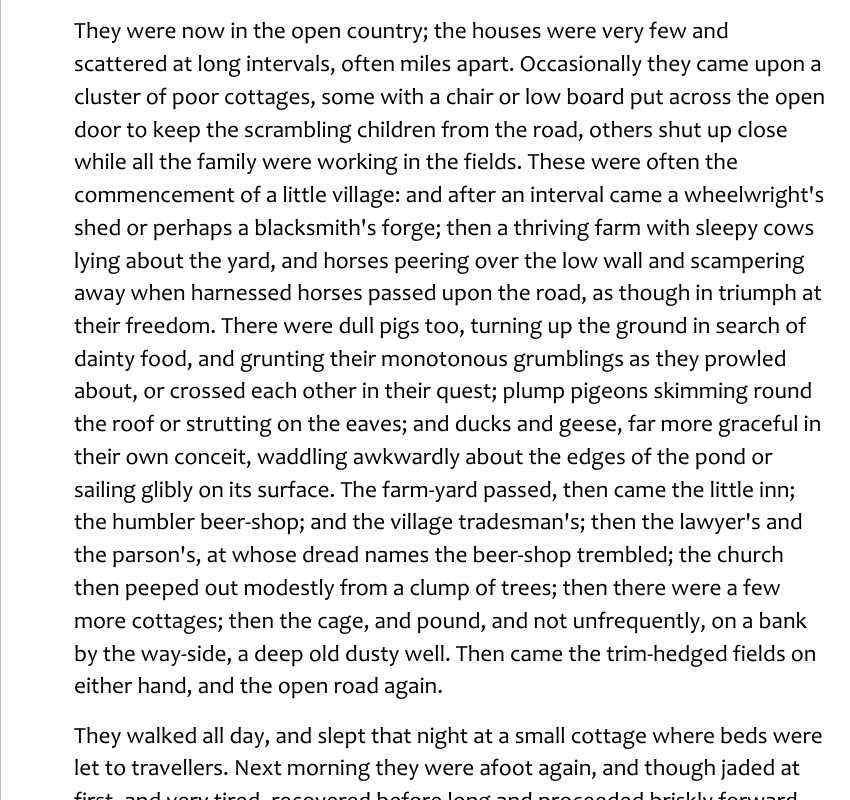 They were now in the open country; the houses were very few and
scattered at long intervals, often miles apart. Occasionally they came upon a
cluster of poor cottages, some with a chair or low board put across the open
door to keep the scrambling children from the road, others shut up close
while all the family were working in the fields. These were often the
commencement of a little village: and after an interval came a wheelwright's
shed or perhaps a blacksmith's forge; then a thriving farm with sleepy cows
lying about the yard, and horses peering over the low wall and scampering
away when harnessed horses passed upon the road, as though in triumph at
their freedom. There were dull pigs too, turning up the ground in search of
dainty food, and grunting their monotonous grumblings as they prowled
about, or crossed each other in their quest; plump pigeons skimming round
the roof or strutting on the eaves; and ducks and geese, far more graceful in
their own conceit, waddling awkwardly about the edges of the pond or
sailing glibly on its surface. The farm-yard passed, then came the little inn;
the humbler beer-shop; and the village tradesman's; then the lawyer's and
the parson's, at whose dread names the beer-shop trembled; the church
then peeped out modestly from a clump of trees; then there were a few
more cottages; then the cage, and pound, and not unfrequently, on a bank
by the way-side, a deep old dusty well. Then came the trim-hedged fields on
either hand, and the open road again.
They walked all day, and slept that night at a small cottage where beds were
let to travellers. Next morning they were afoot again, and though jaded at
first, and very tired, recovered before long and proceeded briskly forward.